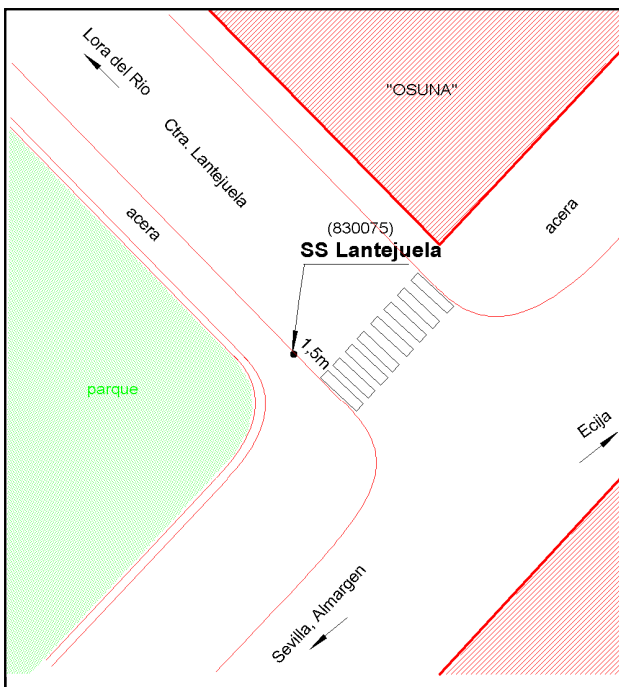 Lora del Rio
"OSUNA"
Ctra. Lantejuela
acera
acera
(830075)
SS Lantejuela
1,5m
parque
Ecija
Sevilla, Almargen